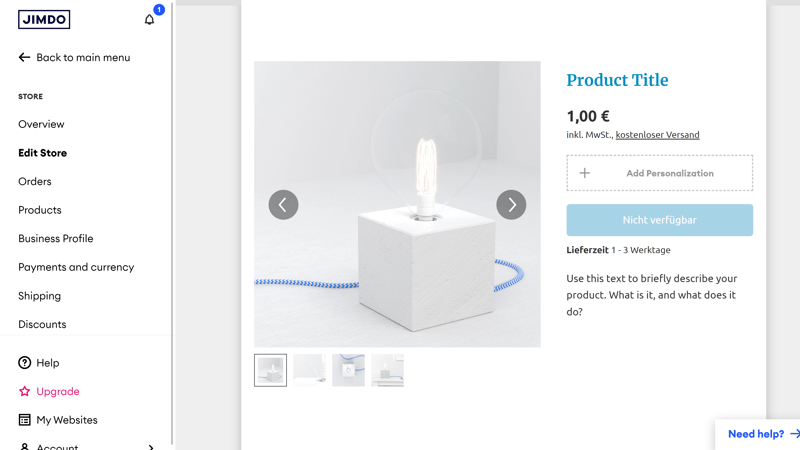 JIMDO
1
Back to main menu
STORE
Overview
Edit Store
Orders
Products
Business Profile
Payments and currency
Shipping
Discounts
Help
Upgrade
My Websites
Account
Product Title
1,00 €
inkl. MwSt., kostenloser Versand
Add Personalization
Nicht verfügbar
Lieferzeit 1 - 3 Werktage
Use this text to briefly describe your
product. What is it, and what does it
do?
Need help?